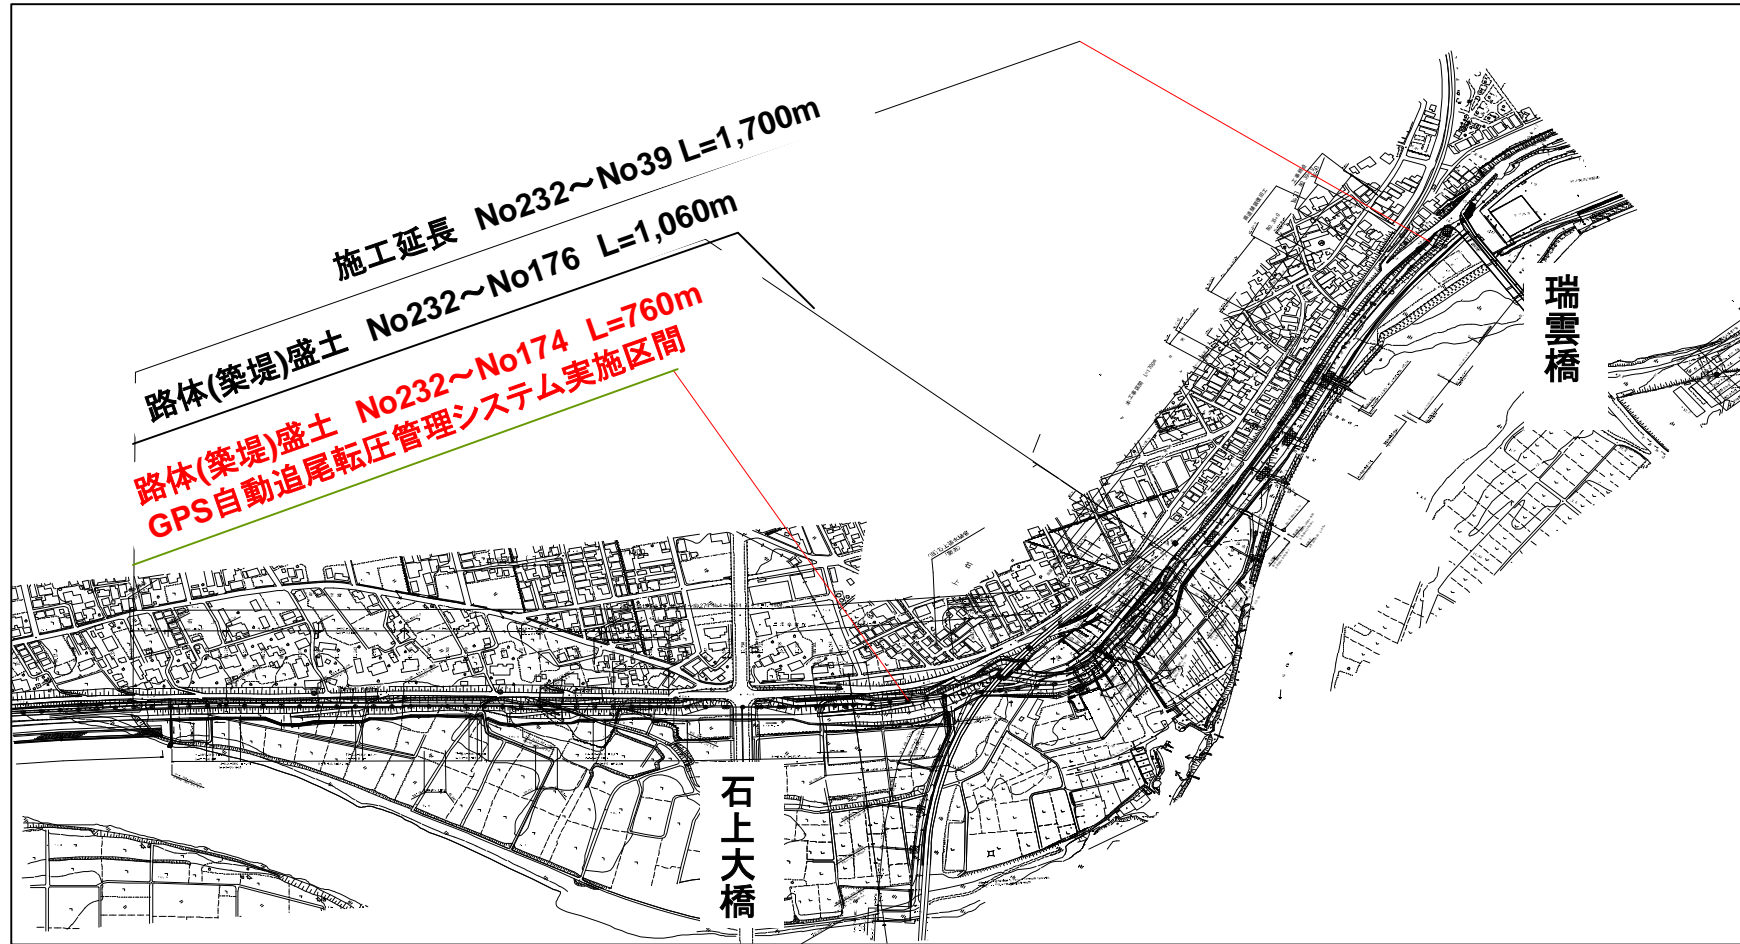 施工延長 No232～No39 L=1,700m
路体(築堤)盛土 No232～No176 L=1,060m
路体(築堤)盛土 No232～No174 L=760m
GPS自動追尾転圧管理システム実施区間
瑞雲橋
石上大橋